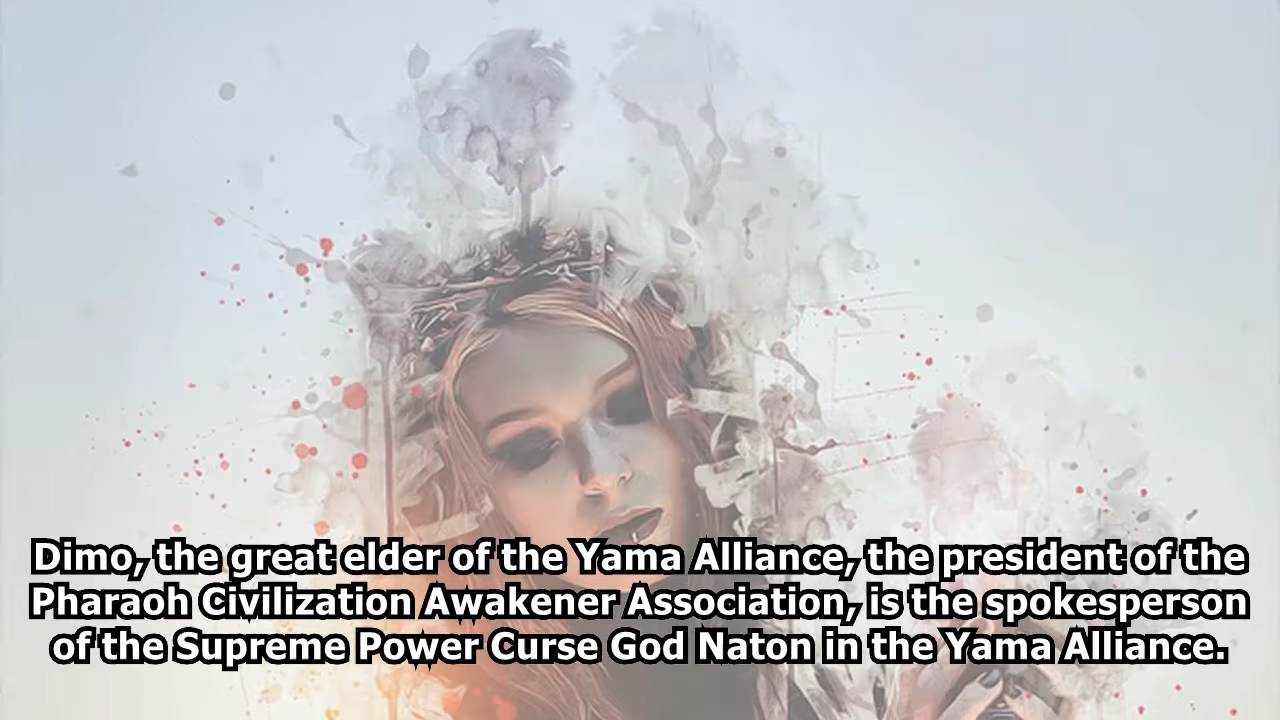 Dimo, the great elder of the Yama Alliance, the president of the
Pharaoh Civilization Awakener Association, is the spokesperson
of the Supreme Power Curse God Naton in the Yama Alliance.